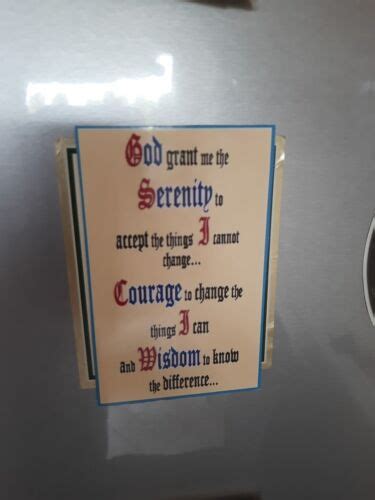 God grant me the
Serenity to
accept the things I cannot
change...
Courage to change the
things I can
and Wisdom to know
the difference...